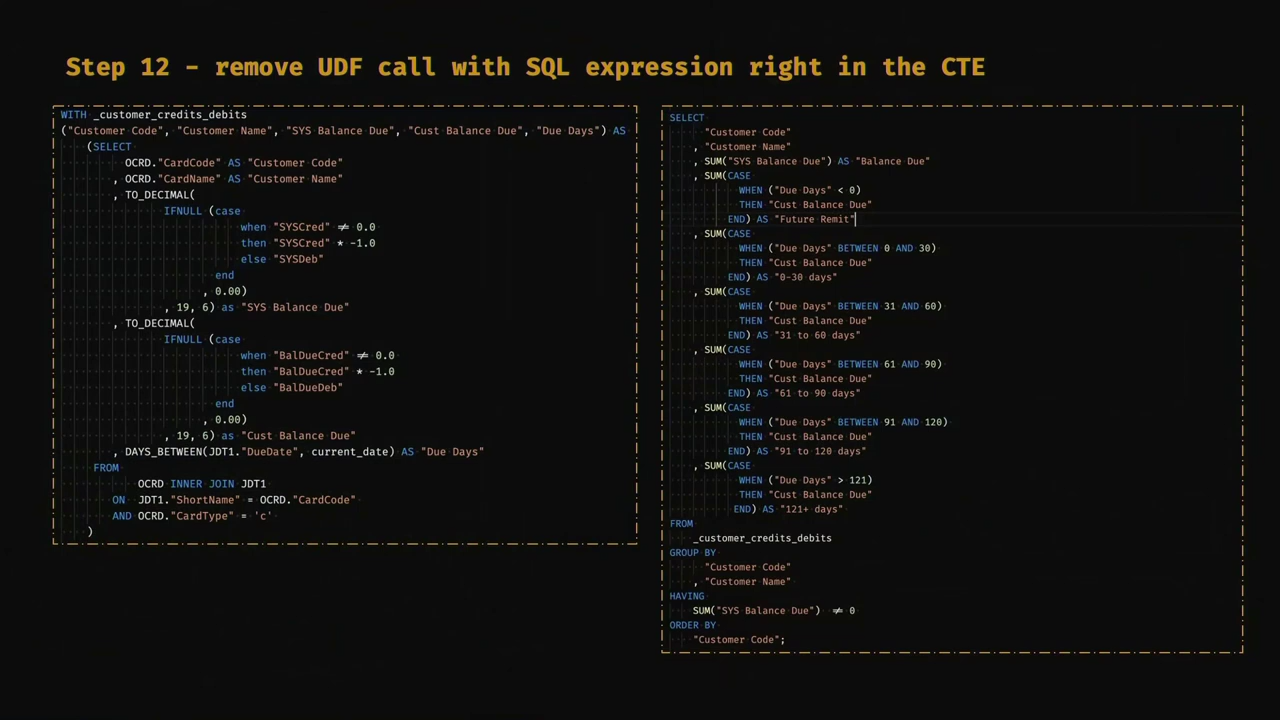 Step 12 – remove UDF call with SQL expression right in the CTE
WITH _customer_credits_debits
("Customer Code", "Customer Name", "SYS Balance Due", "Cust Balance Due", "Due Days") AS
(SELECT
OCRD."CardCode" AS "Customer Code"
, OCRD."CardName" AS "Customer Name"
, TO_DECIMAL(
IFNULL (case
when "SYSCred" ≠ 0.0
then "SYSCred" * -1.0
else "SYSDeb"
end
, 0.00)
, 19, 6) as "SYS Balance Due"
, TO_DECIMAL(
IFNULL (case
when "BalDueCred" ≠ 0.0
then "BalDueCred" * -1.0
else "BalDueDeb"
end
, 0.00)
, 19, 6) as "Cust Balance Due"
, DAYS_BETWEEN(JDT1."DueDate", current_date) AS "Due Days"
FROM
OCRD INNER JOIN JDT1
ON JDT1."ShortName" = OCRD."CardCode"
AND OCRD."CardType" = 'c'
)
SELECT
"Customer Code"
, "Customer Name"
, SUM("SYS Balance Due") AS "Balance Due"
, SUM(CASE
WHEN ("Due Days" < 0)
THEN "Cust Balance Due"
END) AS "Future Remit"
, SUM(CASE
WHEN ("Due Days" BETWEEN 0 AND 30)
THEN "Cust Balance Due"
END) AS "0-30 days"
, SUM(CASE
WHEN ("Due Days" BETWEEN 31 AND 60)
THEN "Cust Balance Due"
END) AS "31 to 60 days"
, SUM(CASE
WHEN ("Due Days" BETWEEN 61 AND 90)
THEN "Cust Balance Due"
END) AS "61 to 90 days"
, SUM(CASE
WHEN ("Due Days" BETWEEN 91 AND 120)
THEN "Cust Balance Due"
END) AS "91 to 120 days"
, SUM(CASE
WHEN ("Due Days" > 121)
THEN "Cust Balance Due"
END) AS "121+ days"
FROM
_customer_credits_debits
GROUP BY
"Customer Code"
, "Customer Name"
HAVING
SUM("SYS Balance Due") ≠ 0
ORDER BY
"Customer Code";